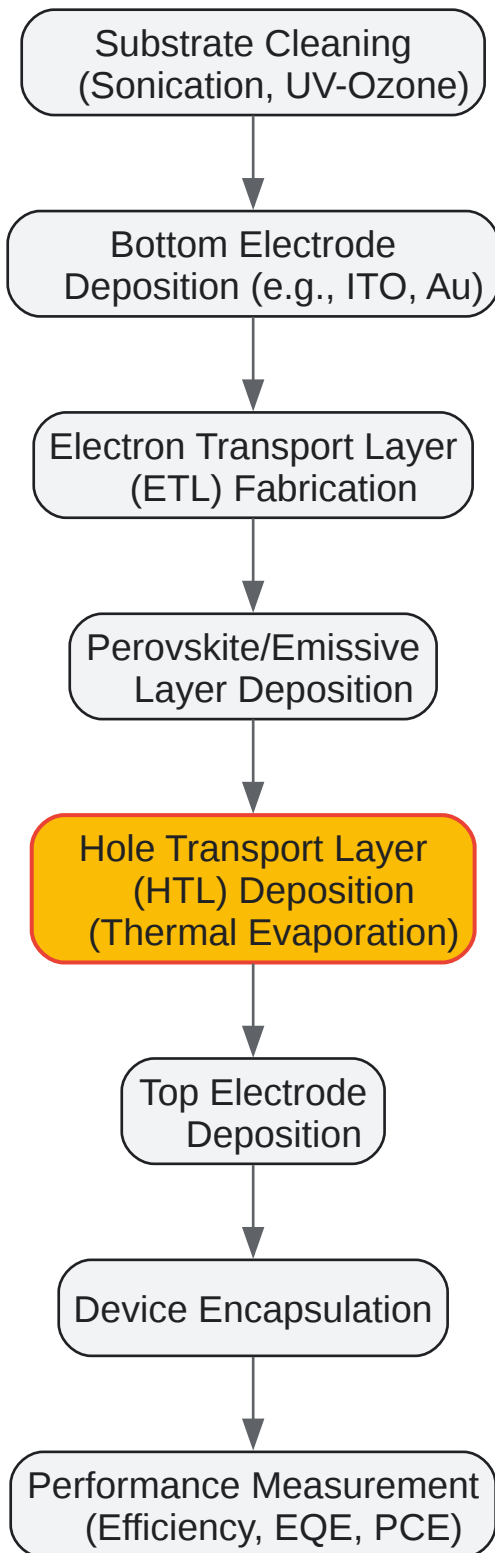 Substrate Cleaning
(Sonication, UV-Ozone)
Bottom Electrode
Deposition (e.g., ITO, Au)
Electron Transport Layer
(ETL) Fabrication
Perovskite/Emissive
Layer Deposition
Hole Transport Layer
(HTL) Deposition
(Thermal Evaporation)
Top Electrode
Deposition
Device Encapsulation
Performance Measurement
(Efficiency, EQE, PCE)